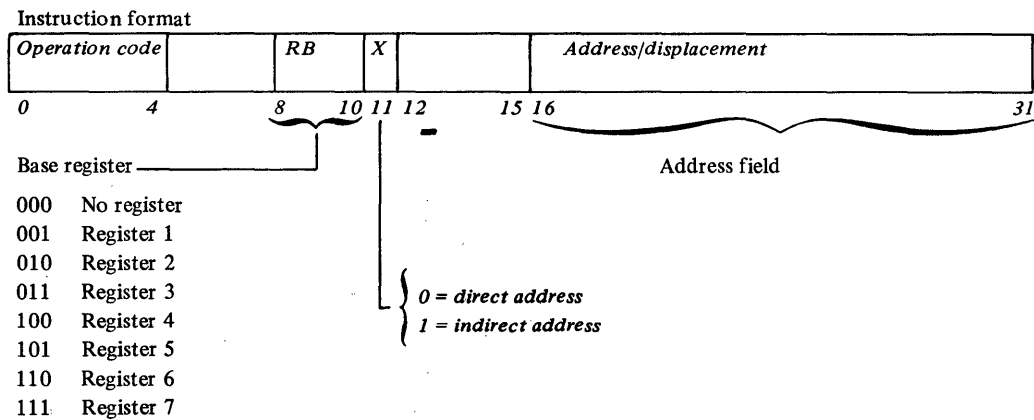 Instruction format
Operation code RB X Address/displacement
0 4 8 10 11 12 15 16 31
Base register Address field
000 No register
001 Register 1
010 Register 2
011 Register 3
100 Register 4
101 Register 5
110 Register 6
111 Register 7
0 = direct address
1 = indirect address